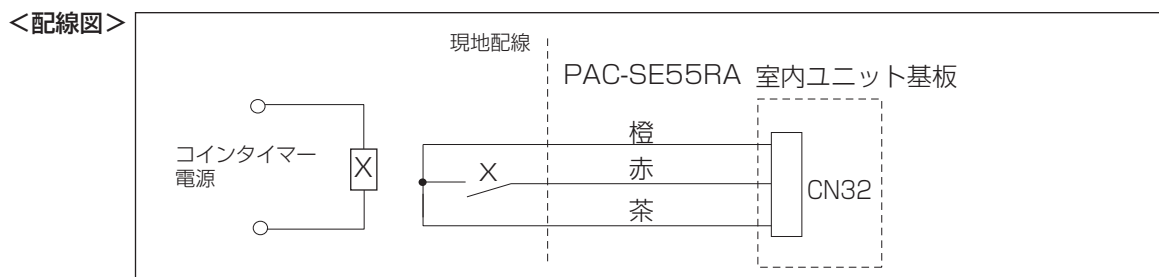 ＜配線図＞
現地配線
PAC-SE55RA 室内ユニット基板
橙
コインタイマー
電源
X
X
赤
CN32
茶